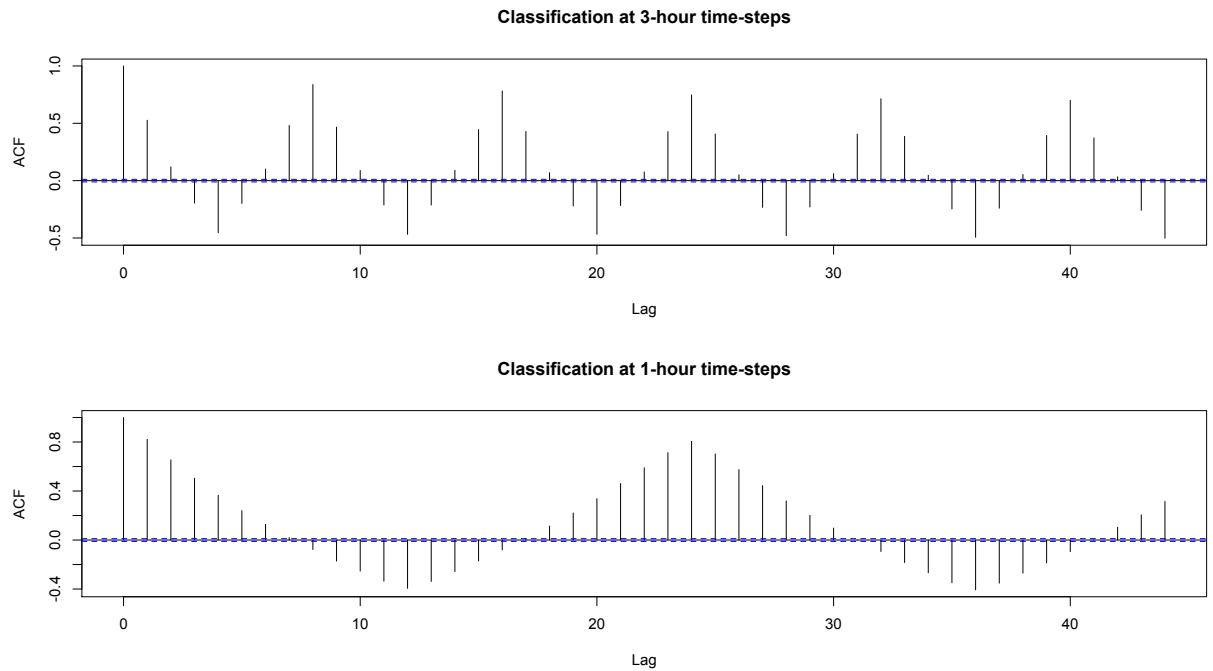 Classification at 3-hour time-steps
ACF
1.0
0.5
0.0
-0.5
0 10 20 30 40
Lag
Classification at 1-hour time-steps
ACF
0.8
0.4
0.0
-0.4
0 10 20 30 40
Lag